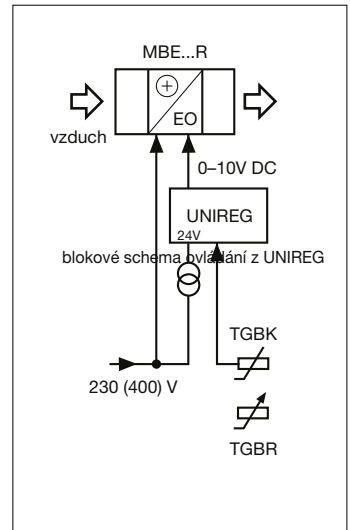 MBE...R
+
EO
vzduch
0–10V DC
UNIREG
24V
blokové schema ovládání z UNIREG
TGBK
230 (400) V
TGBR